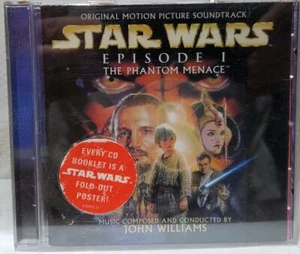 ORIGINAL MOTION PICTURE SOUNDTRACK
STAR WARS
EPISODE I
THE PHANTOM MENACE
EVERY CD
BOOKLET IS A
STAR WARS
FOLD-OUT
POSTER!
MUSIC COMPOSED AND CONDUCTED BY
JOHN WILLIAMS